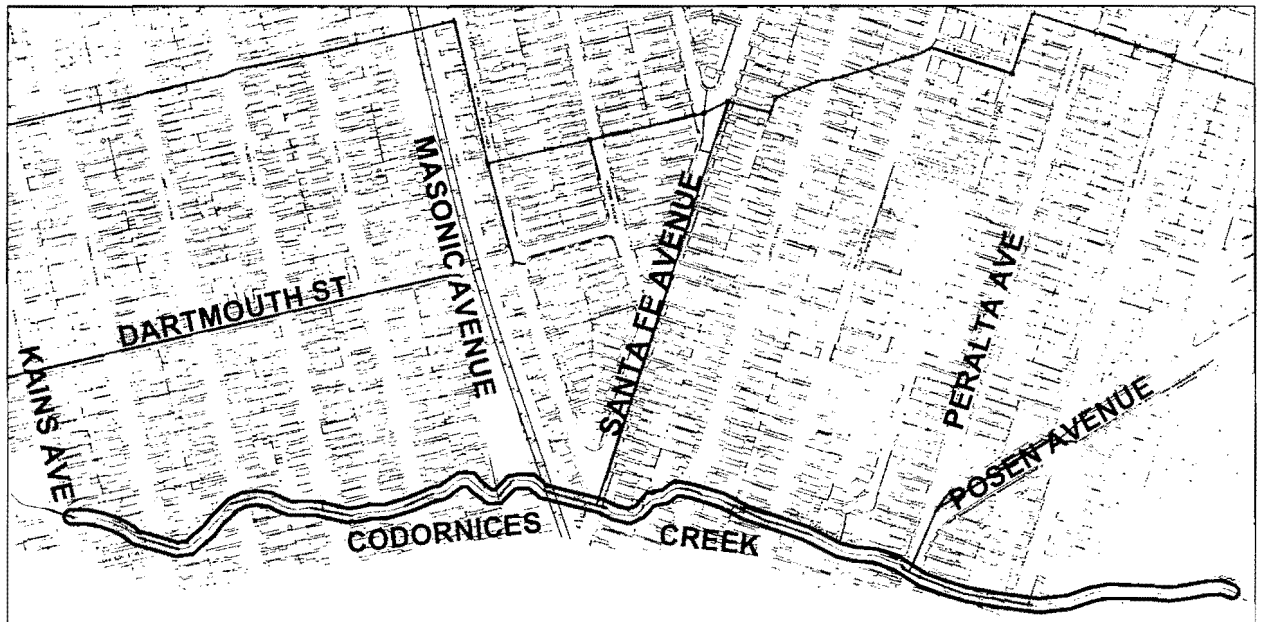 MASONIC AVENUE
SANTA FE AVENUE
DARTMOUTH ST
PERALTA AVE
KAINS AVE
POSEN AVENUE
CODORNICES CREEK